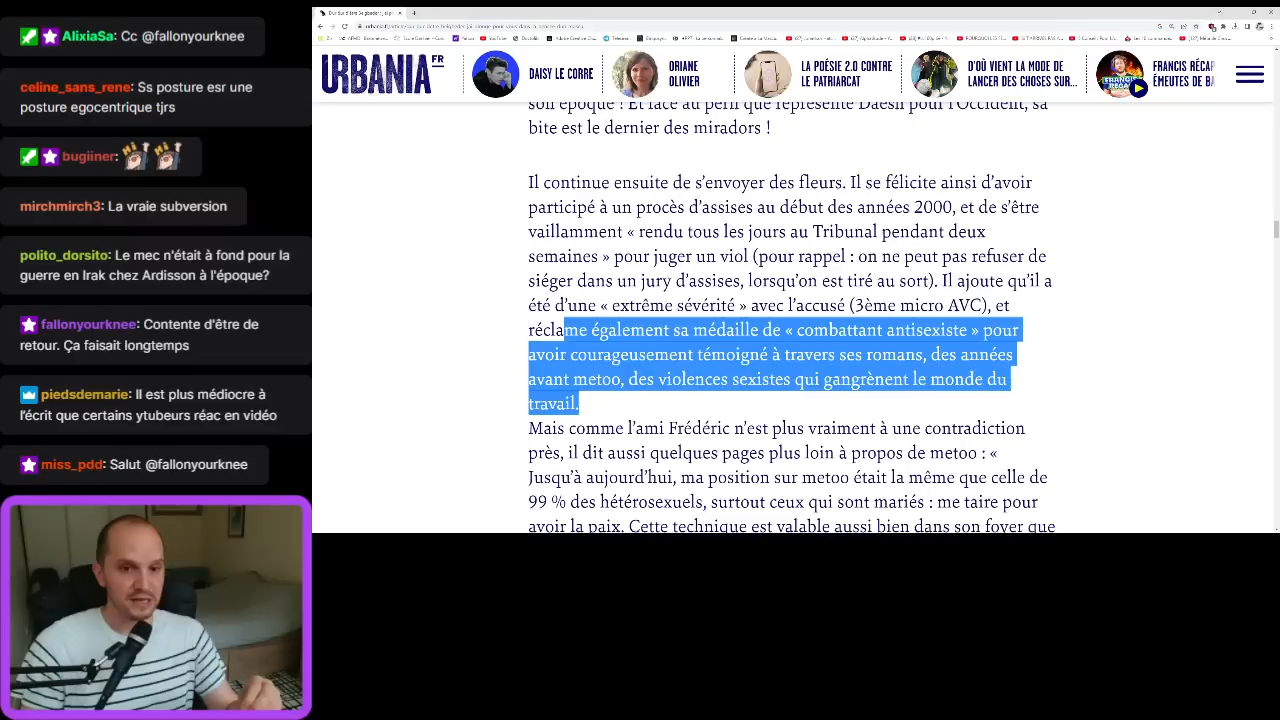 AlixiaSa: Cc @fallonyourknee
celine_sans_rene: Ss posture esr une
posture egocentrique tjrs
bugiiner:
mirchmirch3: La vraie subversion
polito_dorsito: Le mec n'était à fond pour la
guerre en Irak chez Ardisson à l'époque?
fallonyourknee: Contente d'être de
retour. Ça faisait longtemps
piedsdemarie: Il est plus médiocre à
l'écrit que certains ytubeurs réac en vidéo
miss_pdd: Salut @fallonyourknee
URBANIA FR
DAISY LE CORRE
ORIANE
OLIVIER
LA POÉSIE 2.0 CONTRE
LE PATRIARCAT
D'OÙ VIENT LA MODE DE
LANCER DES CHOSES SUR...
FRANCIS RÉCAP
ÉMEUTES DE BA
son époque ! Et face au péril que représente Daesh pour l'Occident, sa
bite est le dernier des miradors !
Il continue ensuite de s'envoyer des fleurs. Il se félicite ainsi d'avoir
participé à un procès d'assises au début des années 2000, et de s'être
vaillamment « rendu tous les jours au Tribunal pendant deux
semaines » pour juger un viol (pour rappel : on ne peut pas refuser de
siéger dans un jury d'assises, lorsqu'on est tiré au sort). Il ajoute qu'il a
été d'une « extrême sévérité » avec l'accusé (3ème micro AVC), et
réclame également sa médaille de « combattant antisexiste » pour
avoir courageusement témoigné à travers ses romans, des années
avant metoo, des violences sexistes qui gangrènent le monde du
travail.
Mais comme l'ami Frédéric n'est plus vraiment à une contradiction
près, il dit aussi quelques pages plus loin à propos de metoo : «
Jusqu'à aujourd'hui, ma position sur metoo était la même que celle de
99 % des hétérosexuels, surtout ceux qui sont mariés : me taire pour
avoir la paix. Cette technique est valable aussi bien dans son foyer que